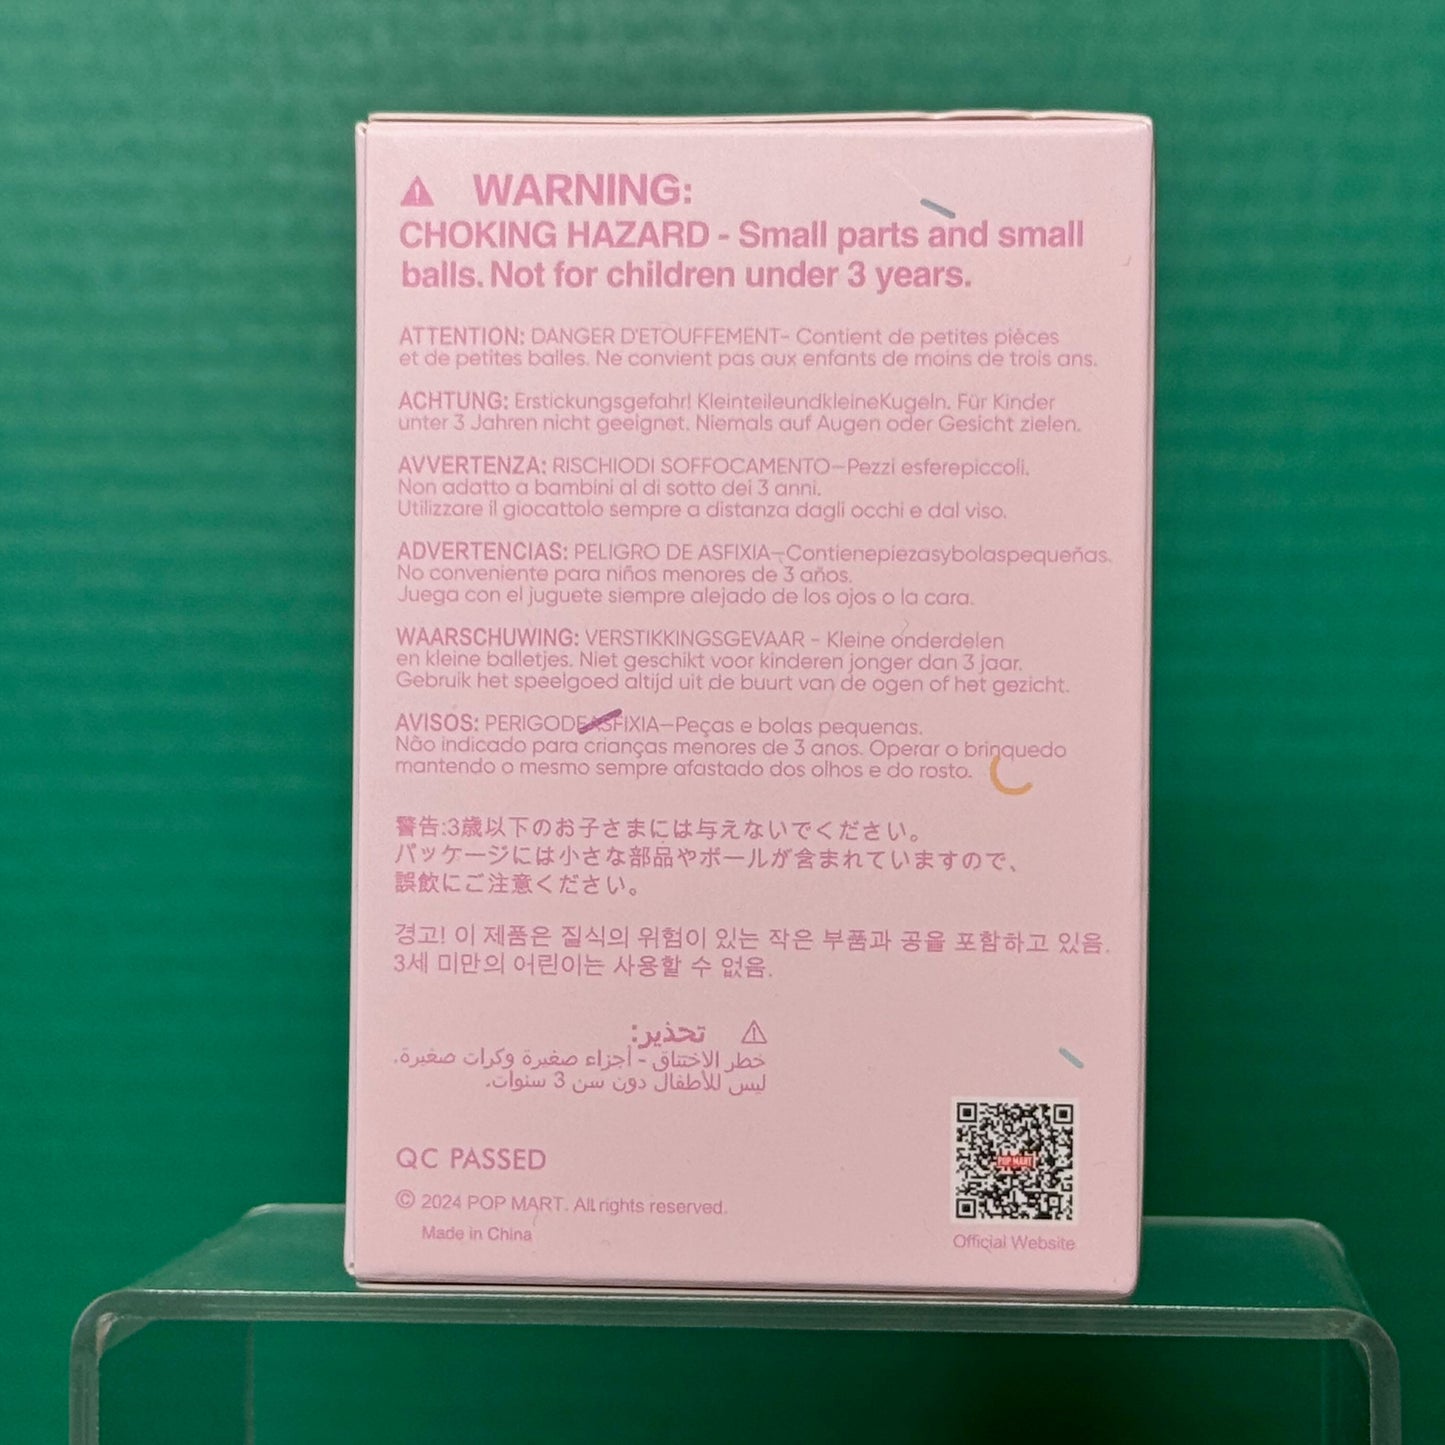 WARNING:
CHOKING HAZARD - Small parts and small
balls. Not for children under 3 years.
ATTENTION: DANGER D'ETOUFFEMENT- Contient de petites pièces
et de petites balles. Ne convient pas aux enfants de moins de trois ans.
ACHTUNG: Erstickungsgefahr! KleinteileundkleineKugeln. Für Kinder
unter 3 Jahren nicht geeignet. Niemals auf Augen oder Gesicht zielen.
AVVERTENZA: RISCHIODI SOFFOCAMENTO—Pezzi esferepiccoli.
Non adatto a bambini al di sotto dei 3 anni.
Utilizzare il giocattolo sempre a distanza dagli occhi e dal viso.
ADVERTENCIAS: PELIGRO DE ASFIXIA—Contienepiezasybolaspequeñas.
No conveniente para niños menores de 3 años.
Juega con el juguete siempre alejado de los ojos o la cara.
WAARSCHUWING: VERSTIKKINGSGEVAAR - Kleine onderdelen
en kleine balletjes. Niet geschikt voor kinderen jonger dan 3 jaar.
Gebruik het speelgoed altijd uit de buurt van de ogen of het gezicht.
AVISOS: PERIGODEASFIXIA—Peças e bolas pequenas.
Não indicado para crianças menores de 3 anos. Operar o brinquedo
mantendo o mesmo sempre afastado dos olhos e do rosto.
警告:3歳以下のお子さまには与えないでください。
パッケージには小さな部品やボールが含まれていますので、
誤飲にご注意ください。
경고! 이 제품은 질식의 위험이 있는 작은 부품과 공을 포함하고 있음.
3세 미만의 어린이는 사용할 수 없음.
تحذير:
خطر الاختناق - أجزاء صغيرة وكرات صغيرة.
ليس للأطفال دون سن 3 سنوات.
QC PASSED
© 2024 POP MART. All rights reserved.
Made in China
POP MART
Official Website